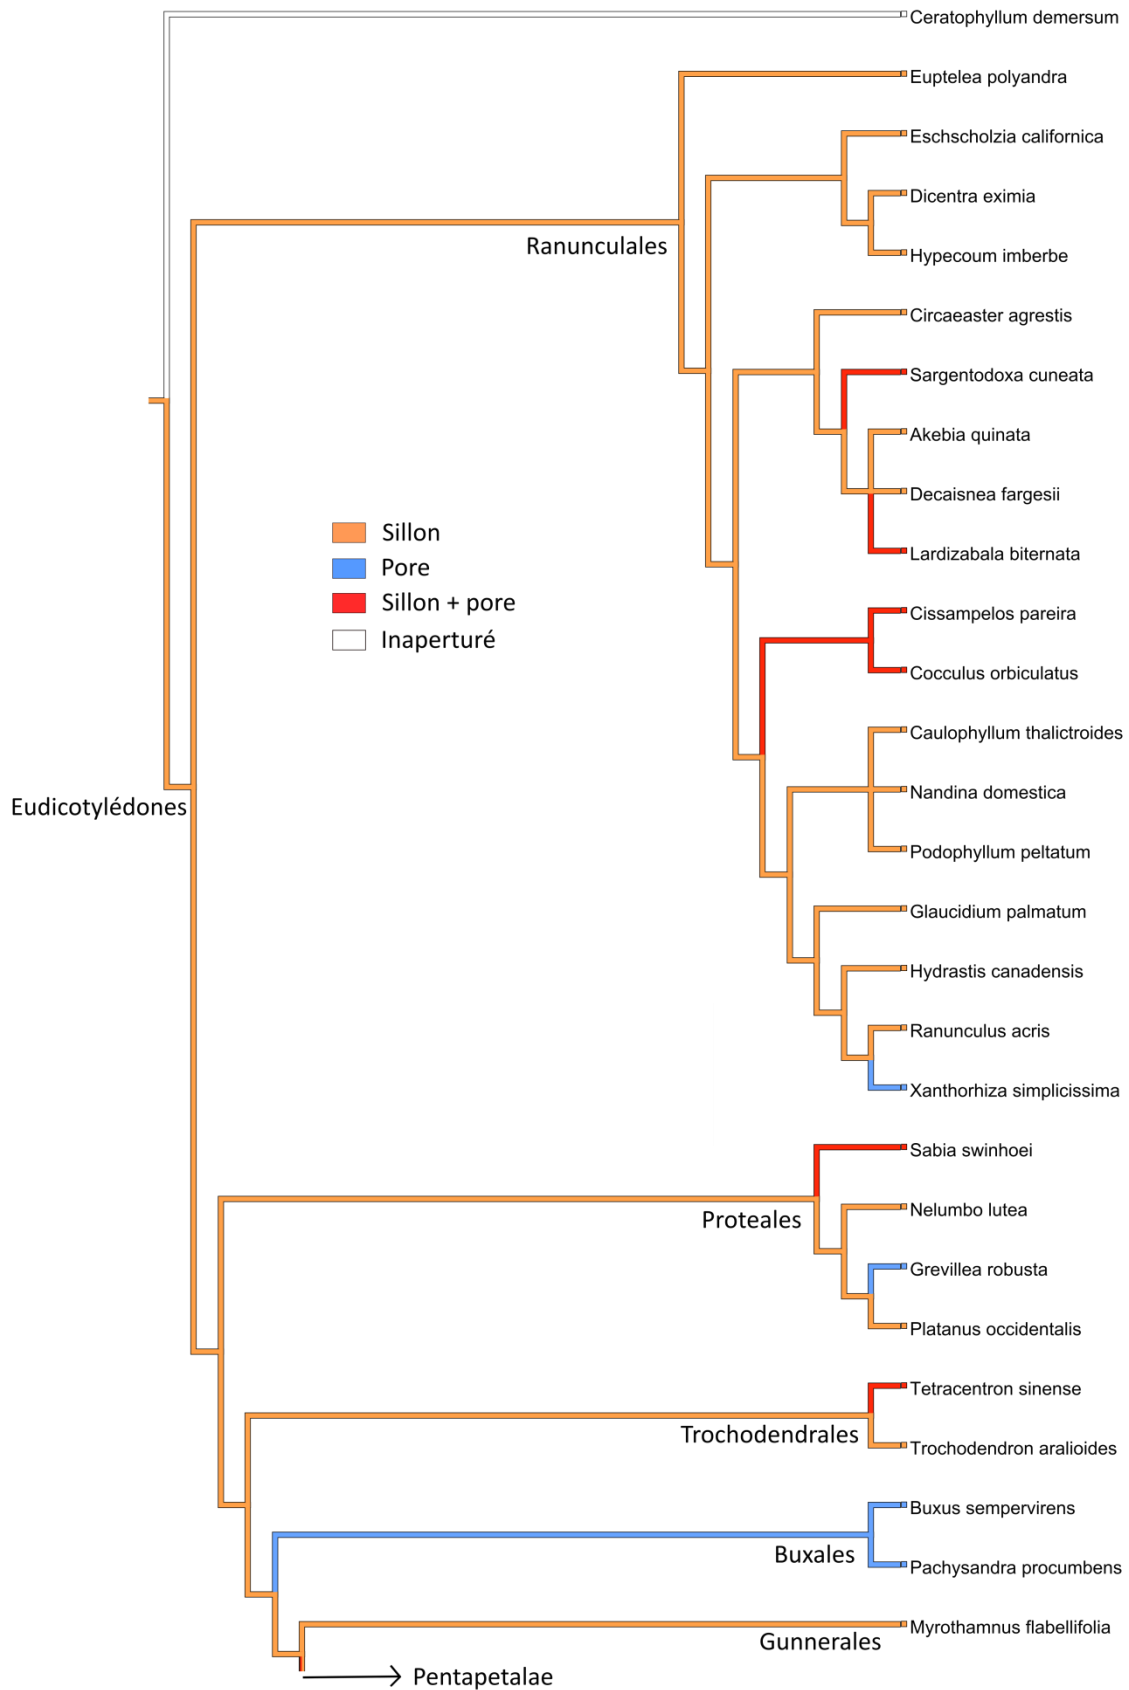 Ceratophyllum demersum
Euptelea polyandra
Eschscholzia californica
Dicentra eximia
Ranunculales
Hypecoum imberbe
Circaeaster agrestis
Sargentodoxa cuneata
Akebia quinata
Decaisnea fargesii
Sillon
Lardizabala biternata
Pore
Sillon + pore
Cissampelos pareira
Inaperturé
Cocculus orbiculatus
Caulophyllum thalictroides
Nandina domestica
Eudicotylédones
Podophyllum peltatum
Glaucidium palmatum
Hydrastis canadensis
Ranunculus acris
Xanthorhiza simplicissima
Sabia swinhoei
Nelumbo lutea
Proteales
Grevillea robusta
Platanus occidentalis
Tetracentron sinense
Trochodendrales
Trochodendron aralioides
Buxus sempervirens
Buxales
Pachysandra procumbens
Myrothamnus flabellifolia
Gunnerales
Pentapetalae